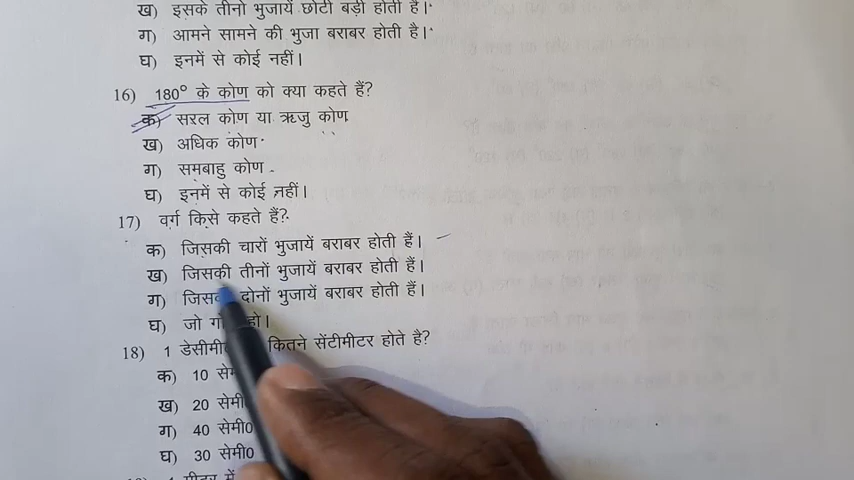 ख) इसके तीनो भुजायें छोटी बड़ी होती है।
ग) आमने सामने की भुजा बराबर होती है।
घ) इनमें से कोई नहीं।
16) 180° के कोण को क्या कहते हैं?
क) सरल कोण या ऋजु कोण
ख) अधिक कोण
ग) समबाहु कोण
घ) इनमें से कोई नहीं।
17) वर्ग किसे कहते हैं?
क) जिसकी चारों भुजायें बराबर होती हैं।
ख) जिसकी तीनों भुजायें बराबर होती हैं।
ग) दोनों भुजायें बराबर होती हैं।
घ) जो हो।
18) 1 कितने सेंटीमीटर होते है?
क) 10
ख) 20 सेमी0
ग) 40 सेमी0
घ) 30 सेमी0